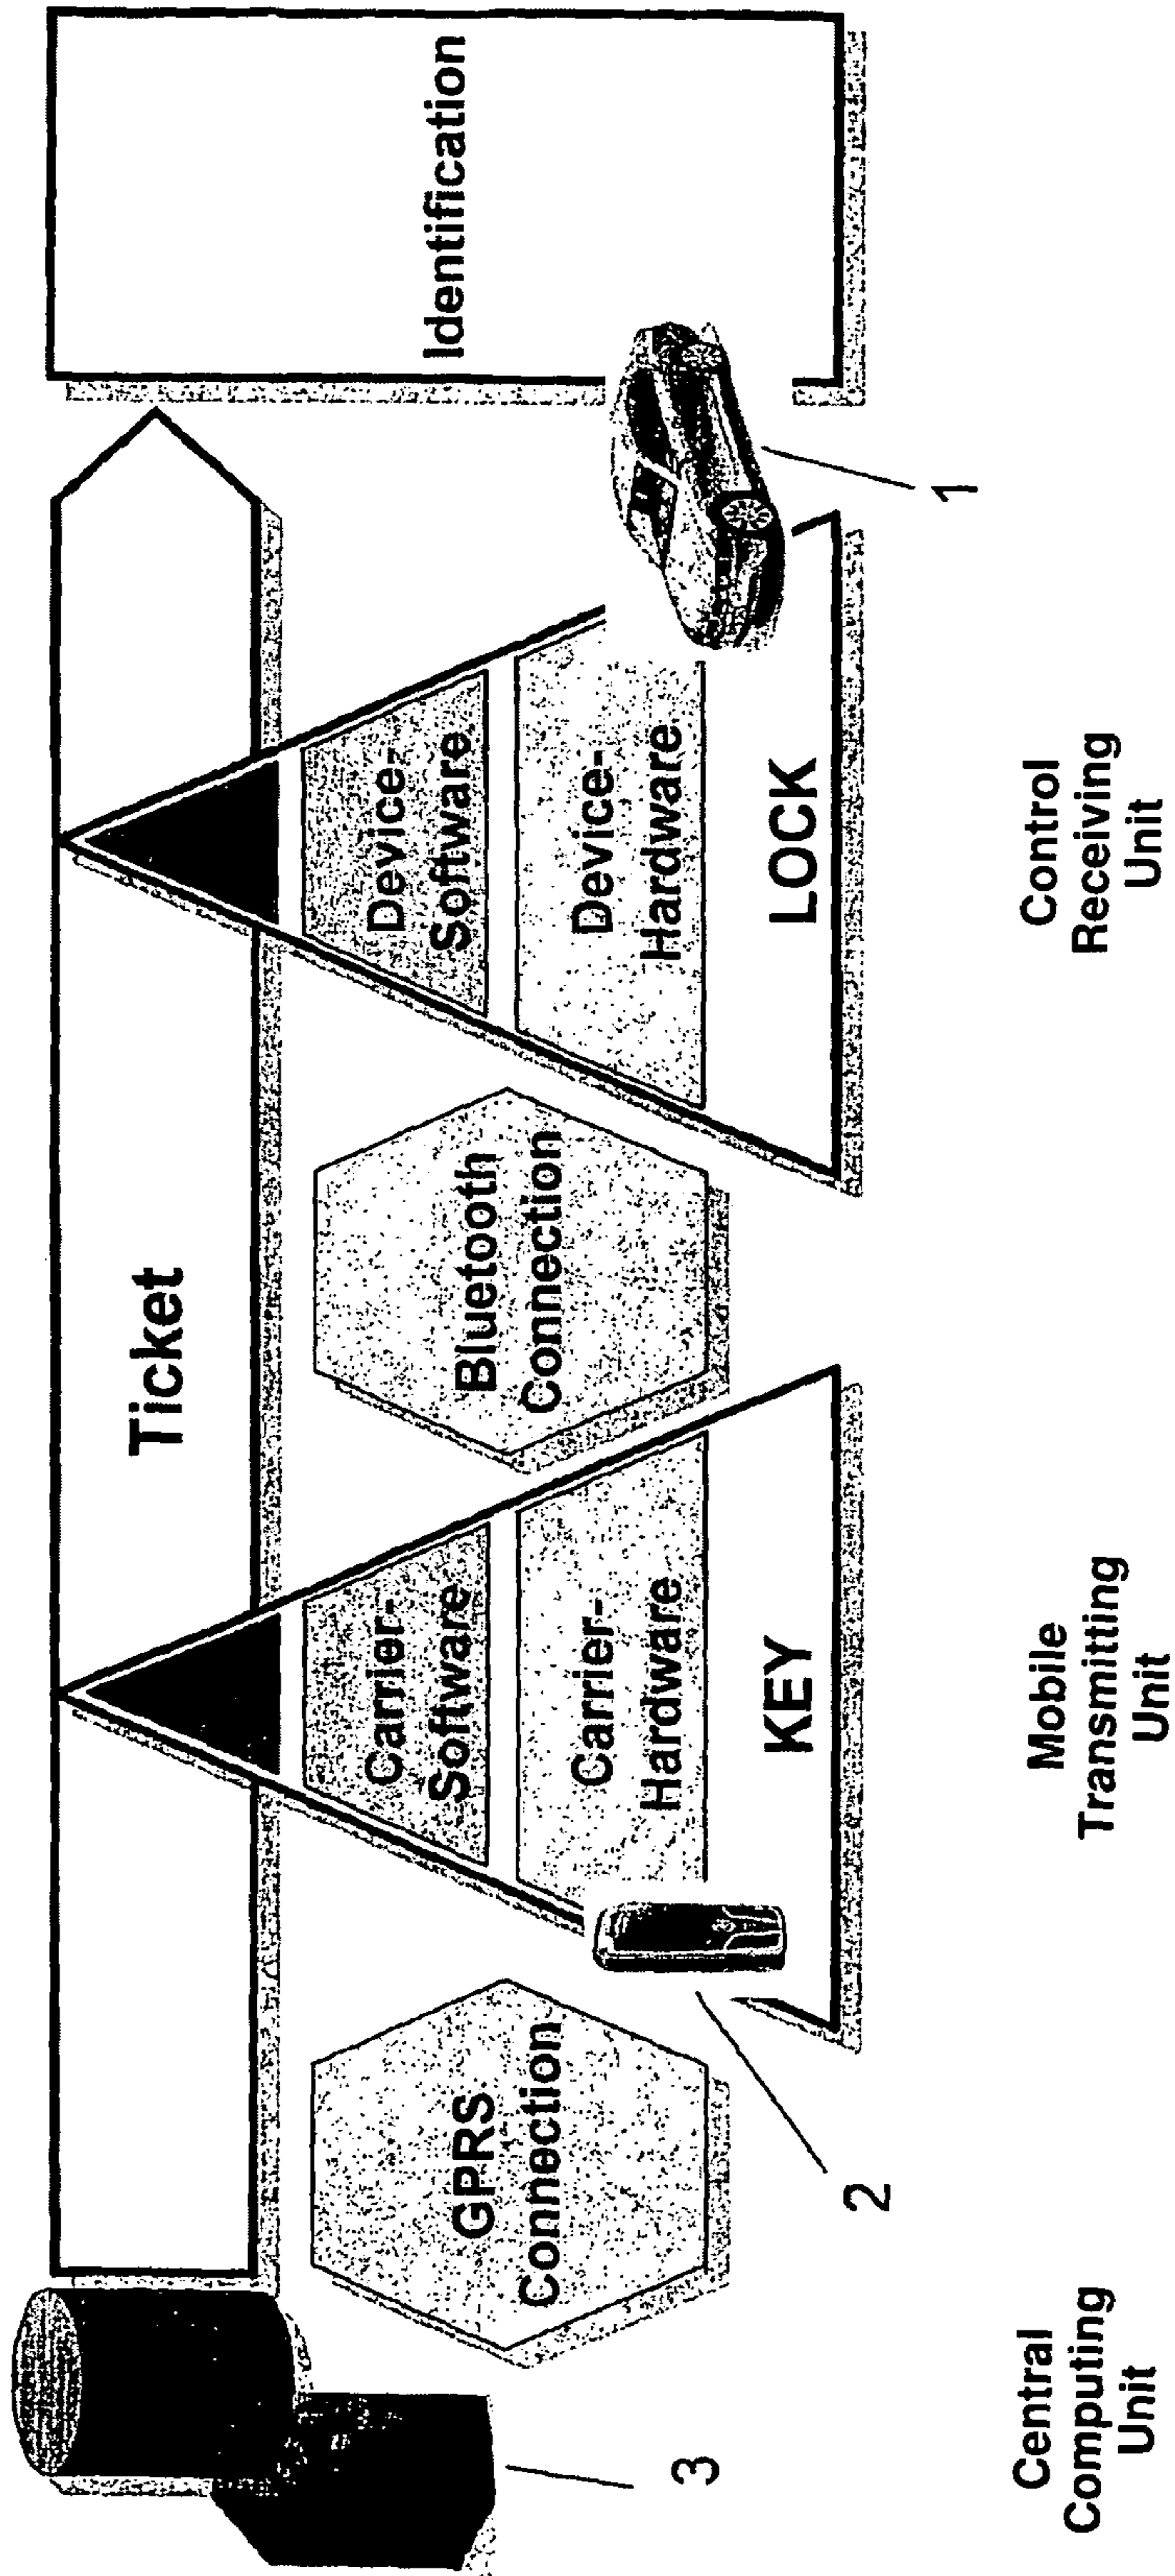 Ticket
Identification
GPRS
Connection
Carrier-
Software
Carrier-
Hardware
KEY
Bluetooth
Connection
Device-
Software
Device-
Hardware
LOCK
3
2
1
Central
Computing
Unit
Mobile
Transmitting
Unit
Control
Receiving
Unit